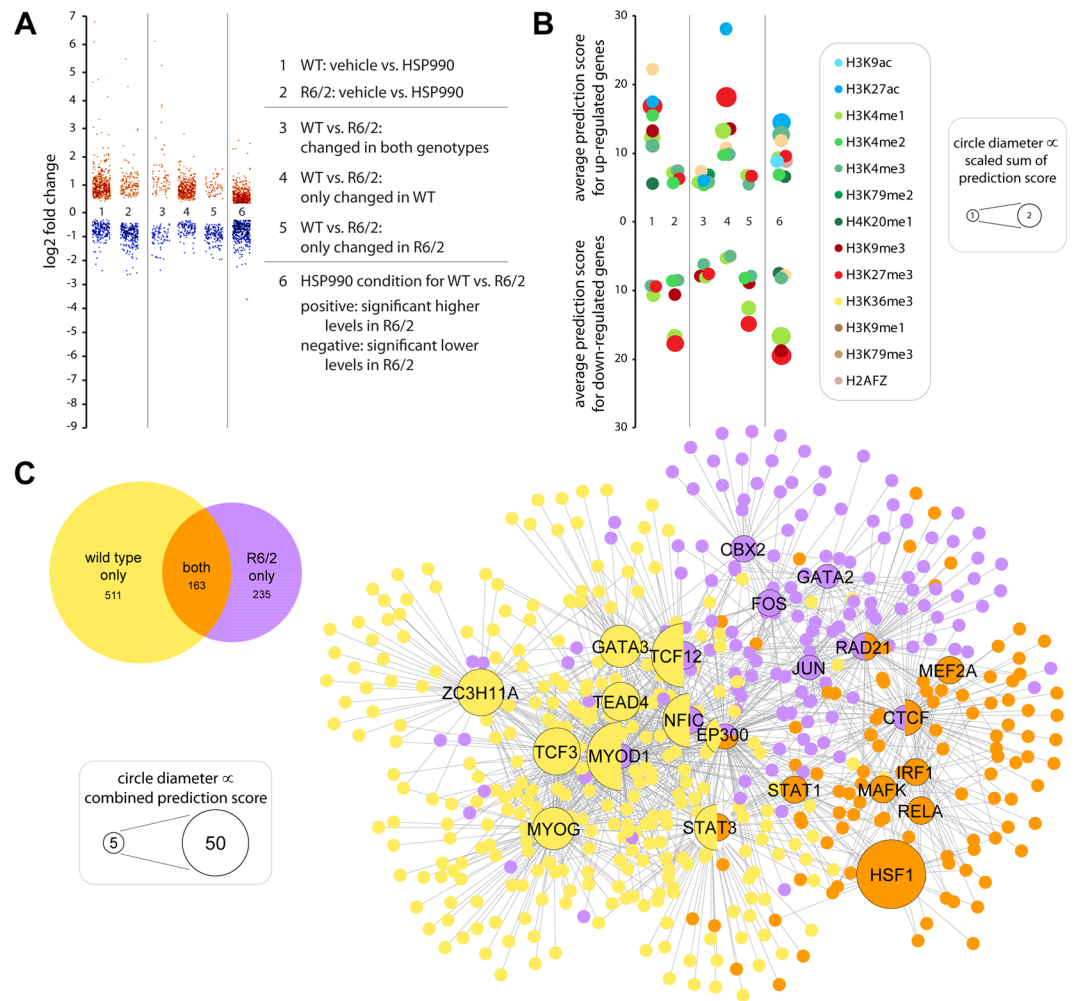 A
log2 fold change
7
6
5
4
3
2
1
0
-1
-2
-3
-4
-5
-6
-7
-8
-9
1 2 3 4 5 6
1 WT: vehicle vs. HSP990
2 R6/2: vehicle vs. HSP990
3 WT vs. R6/2:
changed in both genotypes
4 WT vs. R6/2:
only changed in WT
5 WT vs. R6/2:
only changed in R6/2
6 HSP990 condition for WT vs. R6/2
positive: significant higher
levels in R6/2
negative: significant lower
levels in R6/2
B
average prediction score
for up-regulated genes
average prediction score
for down-regulated genes
30
20
10
0
10
20
30
1 2 3 4 5 6
H3K9ac
H3K27ac
H3K4me1
H3K4me2
H3K4me3
H3K79me2
H4K20me1
H3K9me3
H3K27me3
H3K36me3
H3K9me1
H3K79me3
H2AFZ
circle diameter ∝
scaled sum of
prediction score
1 2
C
wild type
only
511
both
163
R6/2
only
235
circle diameter ∝
combined prediction score
5 50
CBX2
GATA2
FOS
GATA3
TCF12
RAD21
JUN
MEF2A
ZC3H11A
TEAD4
NFIC
EP300
CTCF
TCF3
MYOD1
IRF1
STAT1
MAFK
RELA
MYOG
STAT3
HSF1